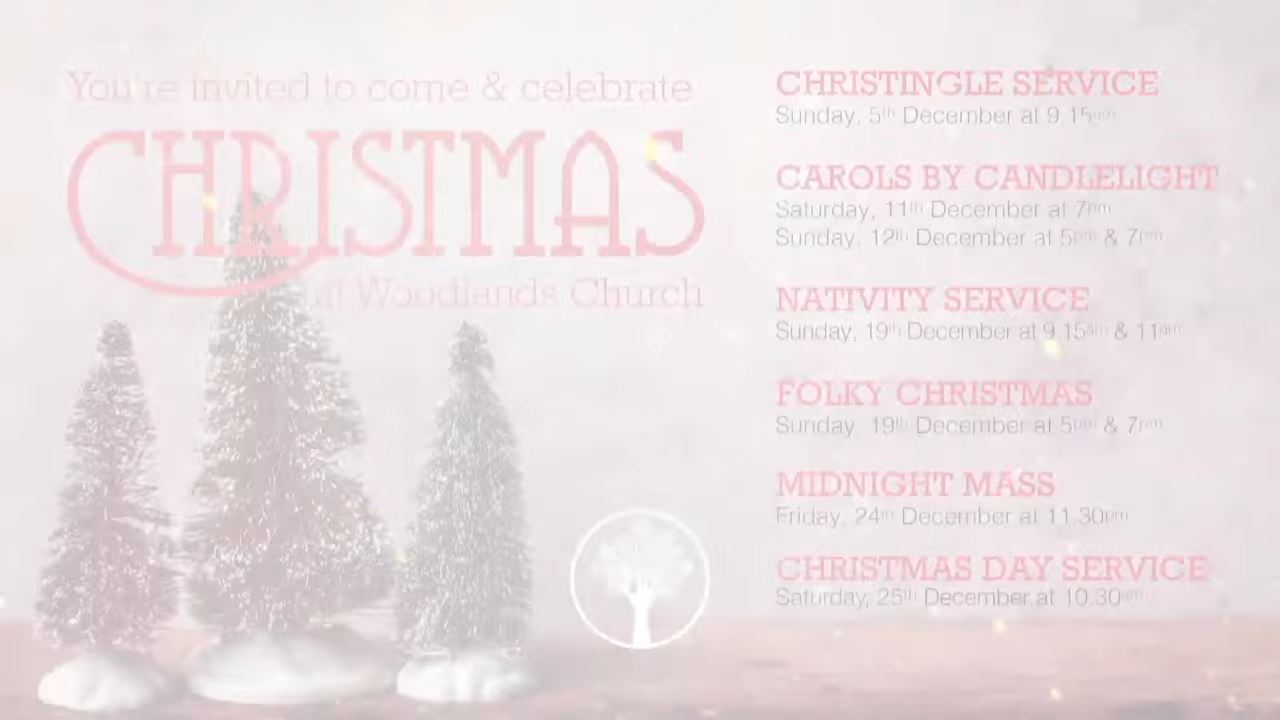 You're invited to come & celebrate
CHRISTMAS
at Woodlands Church
CHRISTINGLE SERVICE
Sunday, 5th December at 9.15am
CAROLS BY CANDLELIGHT
Saturday, 11th December at 7pm
Sunday, 12th December at 5pm & 7pm
NATIVITY SERVICE
Sunday, 19th December at 9.15am & 11am
FOLKY CHRISTMAS
Sunday, 19th December at 5pm & 7pm
MIDNIGHT MASS
Friday, 24th December at 11.30pm
CHRISTMAS DAY SERVICE
Saturday, 25th December at 10.30am